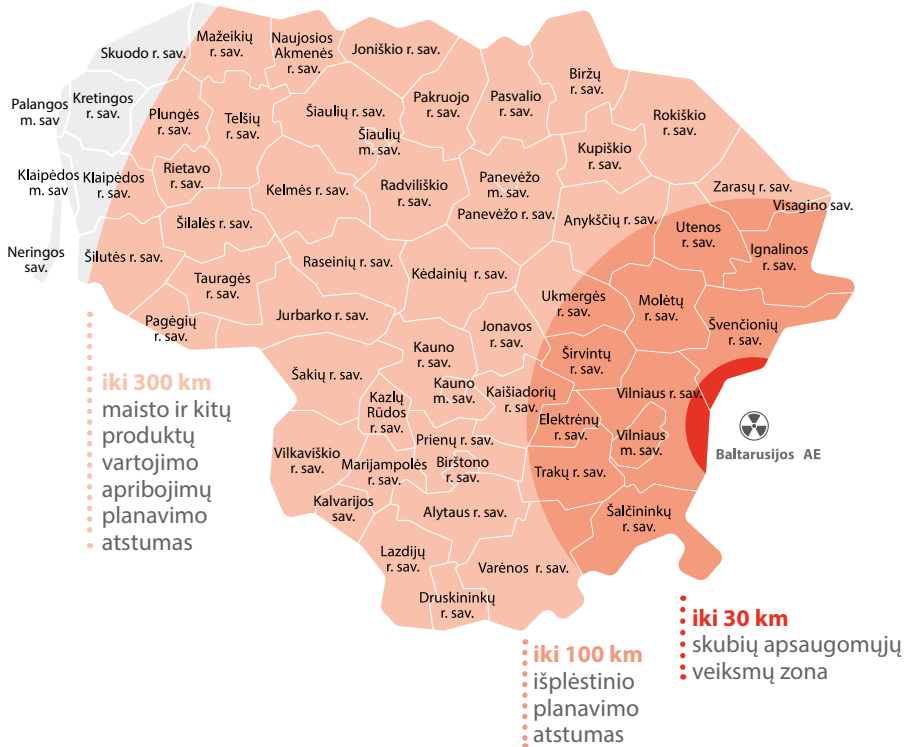 Skuodo r. sav.
Mažeikių
r. sav.
Naujosios
Akmenės
r. sav.
Joniškio r. sav.
Biržų
r. sav.
Palangos
m. sav
Kretingos
r. sav.
Plungės
r. sav.
Telšių
r. sav.
Šiaulių r. sav.
Šiaulių
m. sav.
Pakruojo
r. sav.
Pasvalio
r. sav.
Rokiškio
r. sav.
Kupiškio
r. sav.
Klaipėdos
m. sav
Klaipėdos
r. sav.
Rietavo
r. sav.
Kelmės r. sav.
Radviliškio
r. sav.
Panevėžo
m. sav.
Panevėžo r. sav.
Anykščių r. sav.
Zarasų r. sav.
Visagino sav.
Utenos
r. sav.
Ignalinos
r. sav.
Neringos
sav.
Šilutės r. sav.
Šilalės r. sav.
Tauragės
r. sav.
Raseinių r. sav.
Kėdainių r. sav.
Ukmergės
r. sav.
Molėtų
r. sav.
Švenčionių
r. sav.
Pagėgių
r. sav.
Jurbarko r. sav.
Jonavos
r. sav.
Širvintų
r. sav.
Šakių r. sav.
Kauno
r. sav.
Kauno
m. sav.
Kaišiadorių
r. sav.
Vilniaus r. sav.
Kazlų
Rūdos
r. sav.
Elektrėnų
r. sav.
Vilniaus
m. sav.
Baltarusijos AE
Vilkaviškio
r. sav.
Marijampolės
r. sav.
Prienų r. sav.
Birštono
r. sav.
Trakų r. sav.
Kalvarijos
sav.
Alytaus r. sav.
Šalčininkų
r. sav.
Lazdijų
r. sav.
Varėnos r. sav.
Druskininkų
r. sav.
iki 300 km
maisto ir kitų
produktų
vartojimo
apribojimų
planavimo
atstumas
iki 100 km
išplėstinio
planavimo
atstumas
iki 30 km
skubių apsaugomųjų
veiksmų zona